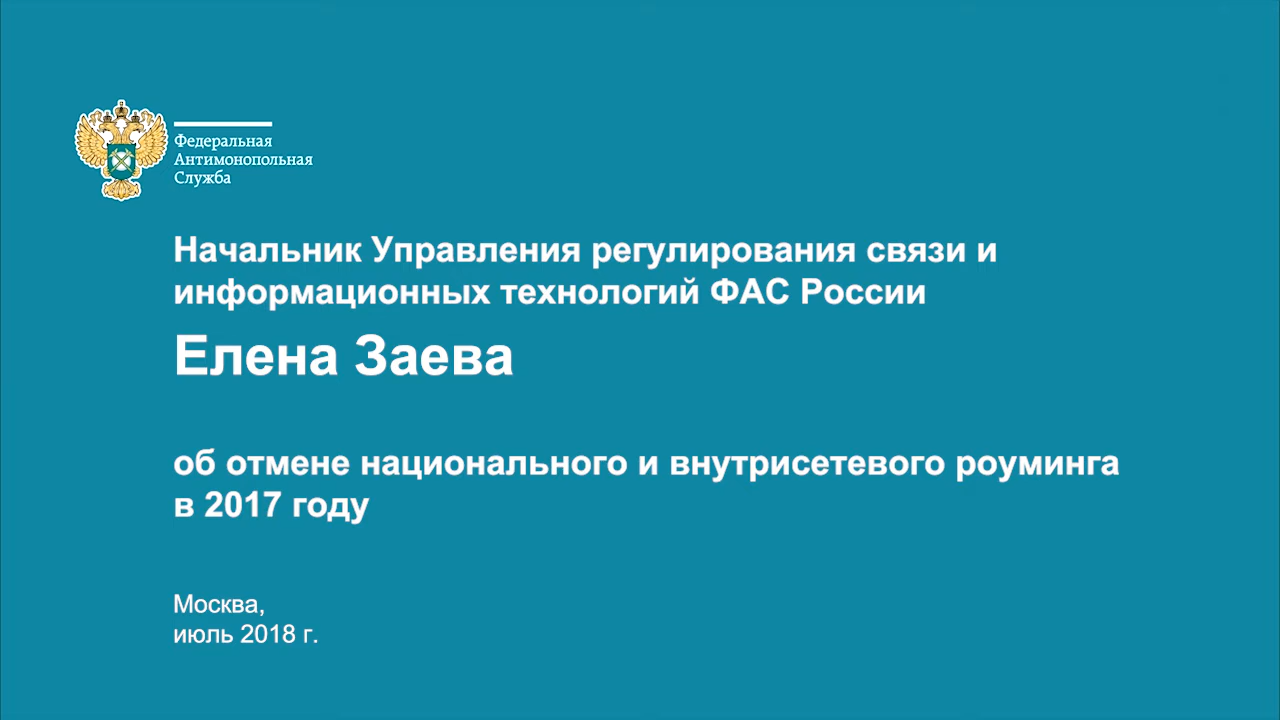 Федеральная
Антимонопольная
Служба
Начальник Управления регулирования связи и
информационных технологий ФАС России
Елена Заева
об отмене национального и внутрисетевого роуминга
в 2017 году
Москва,
июль 2018 г.